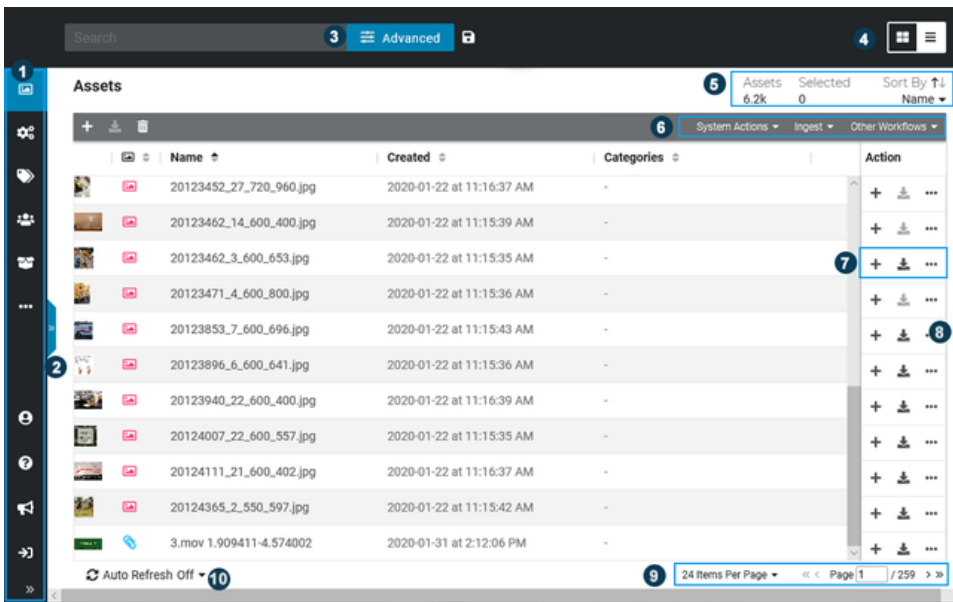 Search
3
Advanced
4
1
Assets
5
Assets Selected Sort By
6.2k 0 Name
6
System Actions Ingest Other Workflows
Name Created Categories Action
20123452_27_720_960.jpg 2020-01-22 at 11:16:37 AM -
20123462_14_600_400.jpg 2020-01-22 at 11:15:39 AM -
20123462_3_600_653.jpg 2020-01-22 at 11:15:35 AM -
7
20123471_4_600_800.jpg 2020-01-22 at 11:15:36 AM -
20123853_7_600_696.jpg 2020-01-22 at 11:15:43 AM -
8
2
20123896_6_600_641.jpg 2020-01-22 at 11:15:36 AM -
20123940_22_600_400.jpg 2020-01-22 at 11:16:39 AM -
20124007_22_600_557.jpg 2020-01-22 at 11:15:35 AM -
20124111_21_600_402.jpg 2020-01-22 at 11:16:37 AM -
20124365_2_550_597.jpg 2020-01-22 at 11:15:42 AM -
3.mov 1.909411-4.574002 2020-01-31 at 2:12:06 PM -
Auto Refresh Off
10
9
24 Items Per Page Page 1 / 259